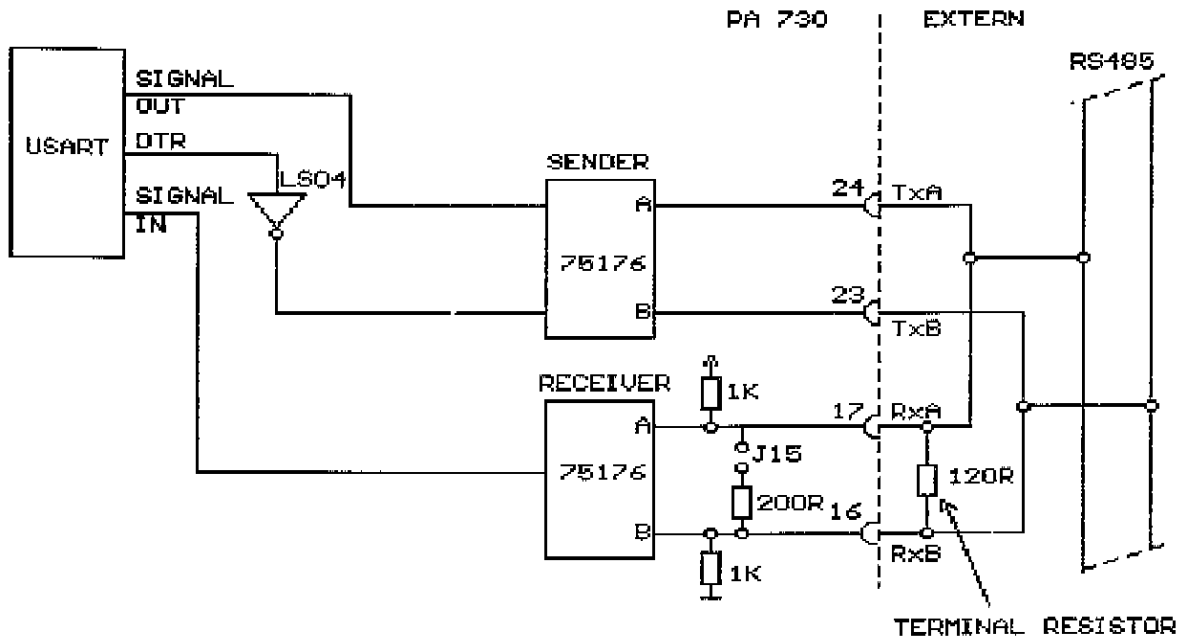 PA 730
EXTERN
RS485
SIGNAL
OUT
USART
DTR
LS04
SIGNAL
IN
SENDER
A
75176
B
24
TxA
23
TxB
RECEIVER
A
75176
B
1K
17
RxA
J15
200R
120R
16
RxB
1K
TERMINAL RESISTOR